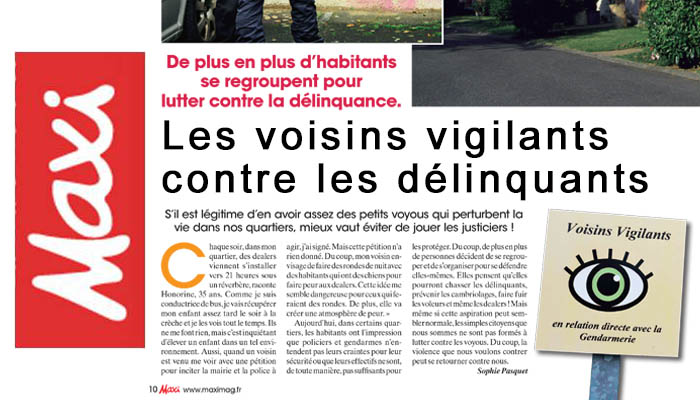 Maxi
De plus en plus d'habitants
se regroupent pour
lutter contre la délinquance.
Les voisins vigilants
contre les délinquants
S'il est légitime d'en avoir assez des petits voyous qui perturbent la
vie dans nos quartiers, mieux vaut éviter de jouer les justiciers !
Chaque soir, dans mon
quartier, des dealers
viennent s'installer
vers 21 heures sous
un réverbère, raconte
Honorine, 35 ans. Comme je suis
conductrice de bus, je vais récupérer
mon enfant assez tard le soir à la
crèche et je les vois tout le temps. Ils
ne me font rien, mais c'est inquiétant
d'élever un enfant dans un tel envi-
ronnement. Aussi, quand un voisin
est venu me voir avec une pétition
pour inciter la mairie et la police à
agir, j'ai signé. Mais cette pétition n'a
rien donné. Du coup, mon voisin en-
visage de faire des rondes de nuit avec
des habitants qui ont des chiens pour
faire peur aux dealers. Cette idée me
semble dangereuse pour ceux qui fe-
raient des rondes. De plus, elle va
créer une atmosphère de peur. »
Aujourd'hui, dans certains quar-
tiers, les habitants ont l'impression
que policiers et gendarmes n'en-
tendent pas leurs craintes pour leur
sécurité ou que leurs effectifs ne sont,
de toute manière, pas suffisants pour
les protéger. Du coup, de plus en plus
de personnes décident de se regrou-
per et de s'organiser pour se défendre
elles-mêmes. Elles pensent qu'elles
pourront chasser les délinquants,
prévenir les cambriolages, faire fuir
les voleurs et même les dealers ! Mais
même si cette aspiration peut sem-
bler normale, les simples citoyens que
nous sommes ne sont pas formés à
lutter contre les voyous. Du coup, la
violence que nous voulons contrer
peut se retourner contre nous.
Sophie Pasquet
Voisins Vigilants
en relation directe avec la
Gendarmerie
10 Maxi www.maximag.fr